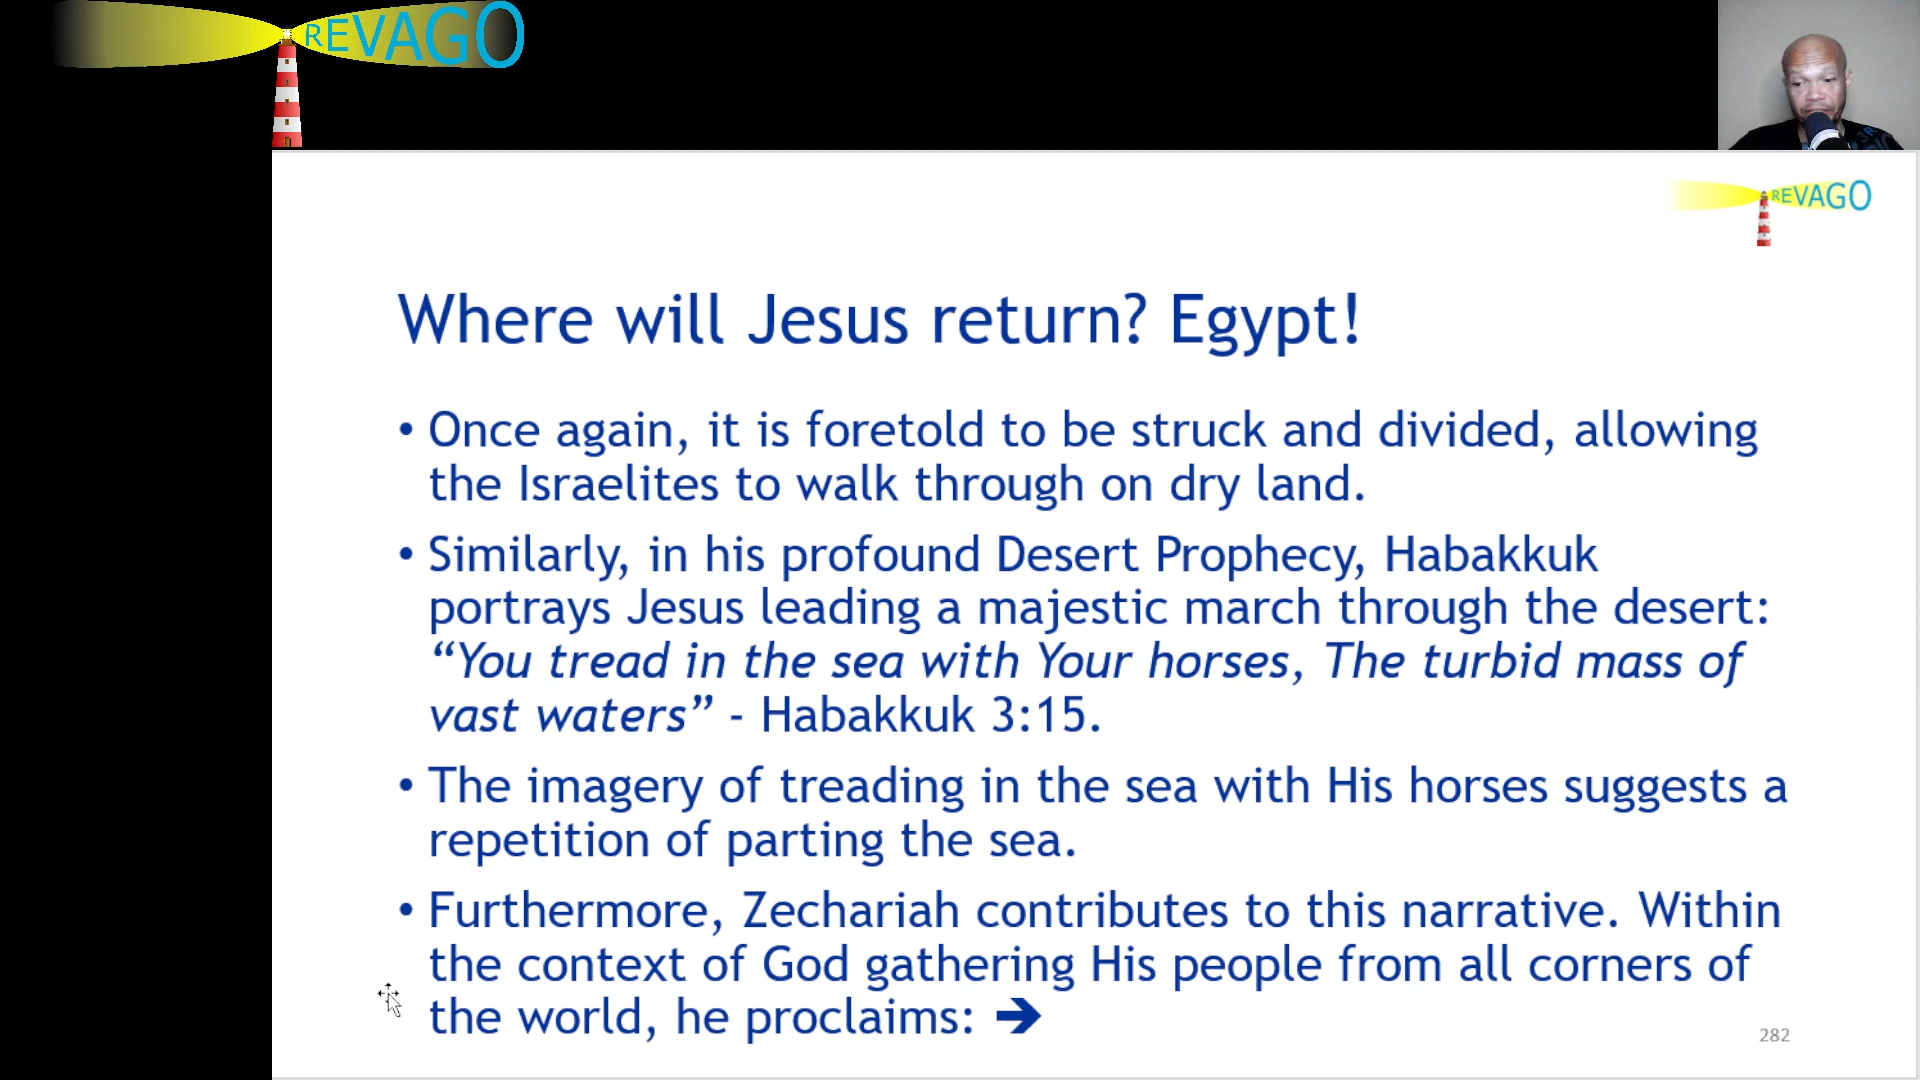 REVAGO
REVAGO
Where will Jesus return? Egypt!
• Once again, it is foretold to be struck and divided, allowing
the Israelites to walk through on dry land.
• Similarly, in his profound Desert Prophecy, Habakkuk
portrays Jesus leading a majestic march through the desert:
“You tread in the sea with Your horses, The turbid mass of
vast waters” - Habakkuk 3:15.
• The imagery of treading in the sea with His horses suggests a
repetition of parting the sea.
• Furthermore, Zechariah contributes to this narrative. Within
the context of God gathering His people from all corners of
the world, he proclaims: ➔
282